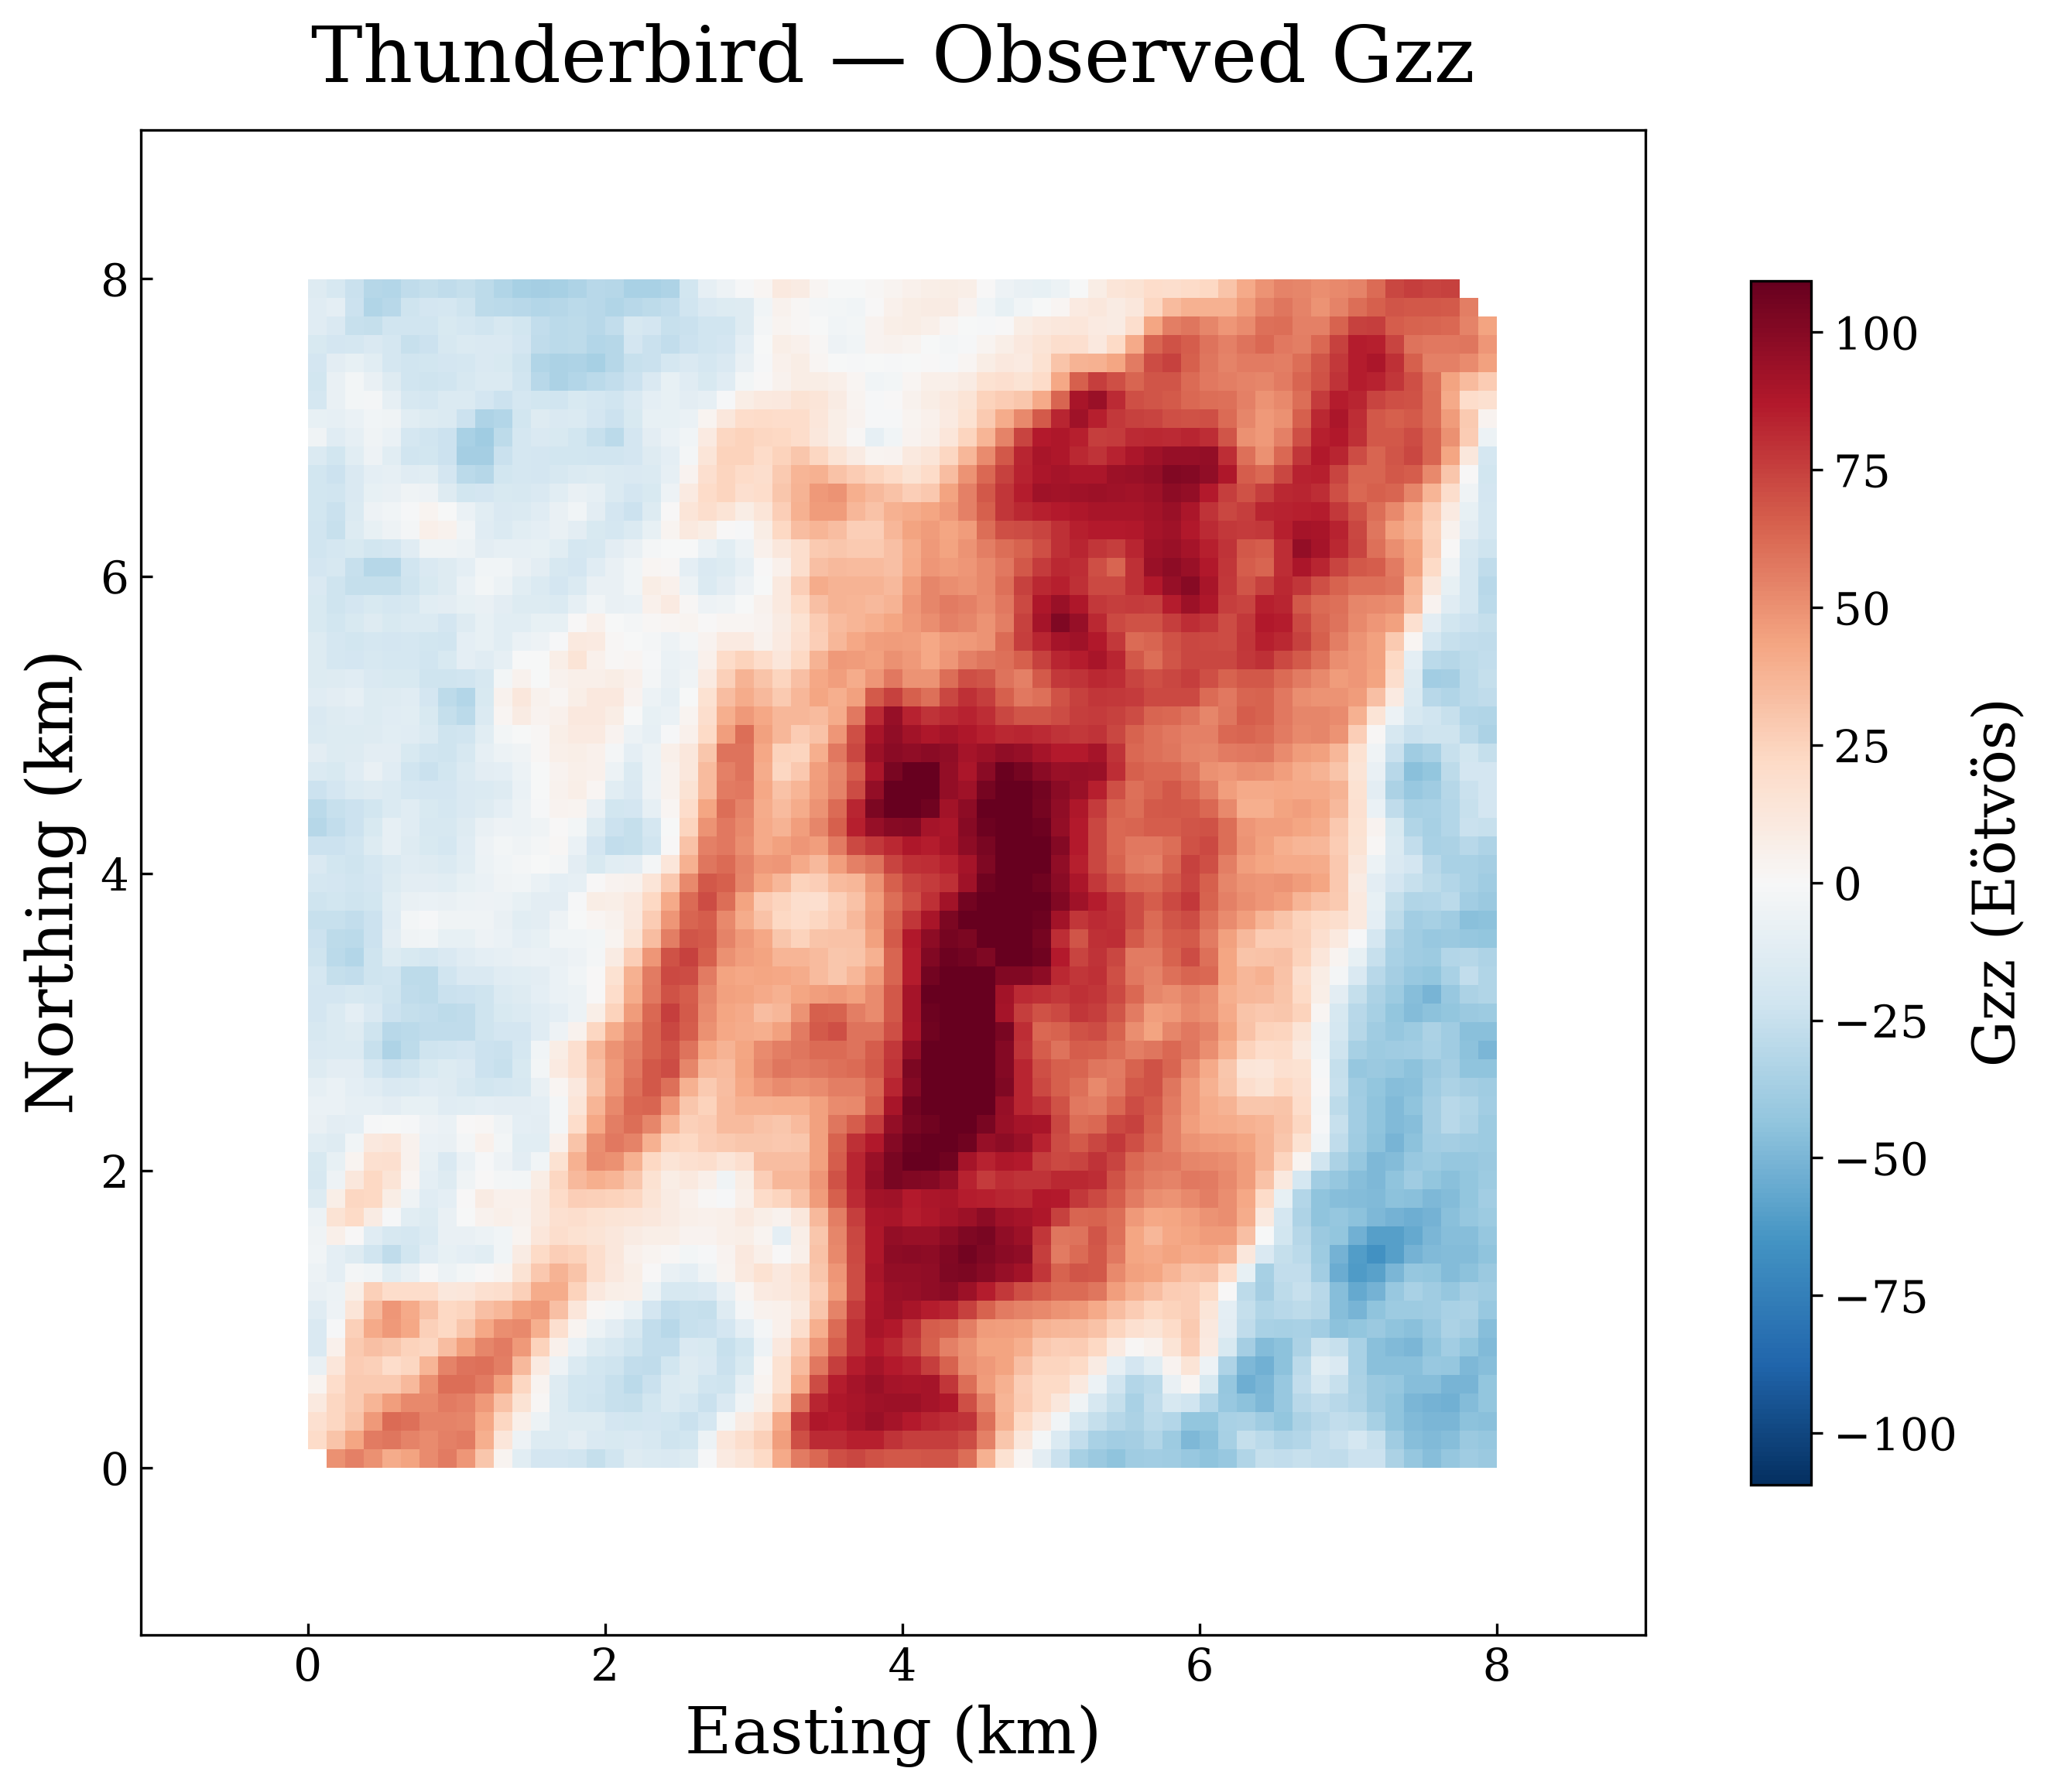 Thunderbird — Observed Gzz
Northing (km)
8
6
4
2
0
0 2 4 6 8
Easting (km)
100
75
50
25
0
−25
−50
−75
−100
Gzz (Eötvös)